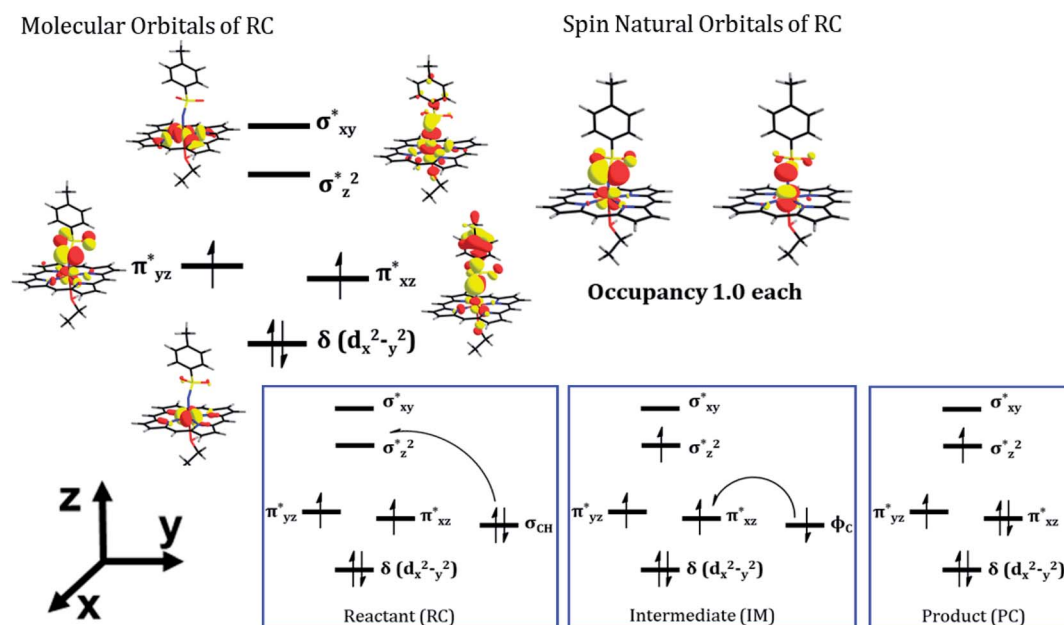 Molecular Orbitals of RC
Spin Natural Orbitals of RC
σ*xy
σ*z²
π*yz
π*xz
δ (dx²-y²)
Occupancy 1.0 each
z
y
x
σ*xy
σ*z²
π*yz
π*xz
σCH
δ (dx²-y²)
Reactant (RC)
σ*xy
σ*z²
π*yz
π*xz
ϕC
δ (dx²-y²)
Intermediate (IM)
σ*xy
σ*z²
π*yz
π*xz
δ (dx²-y²)
Product (PC)